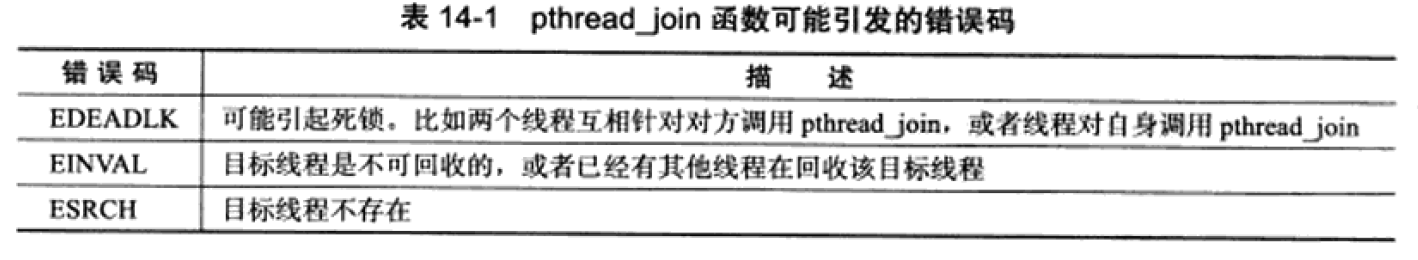 表 14-1 pthread_join 函数可能引发的错误码
错误码 描述
EDEADLK 可能引起死锁。比如两个线程互相针对对方调用 pthread_join，或者线程对自身调用 pthread_join
EINVAL 目标线程是不可回收的，或者已经有其他线程在回收该目标线程
ESRCH 目标线程不存在